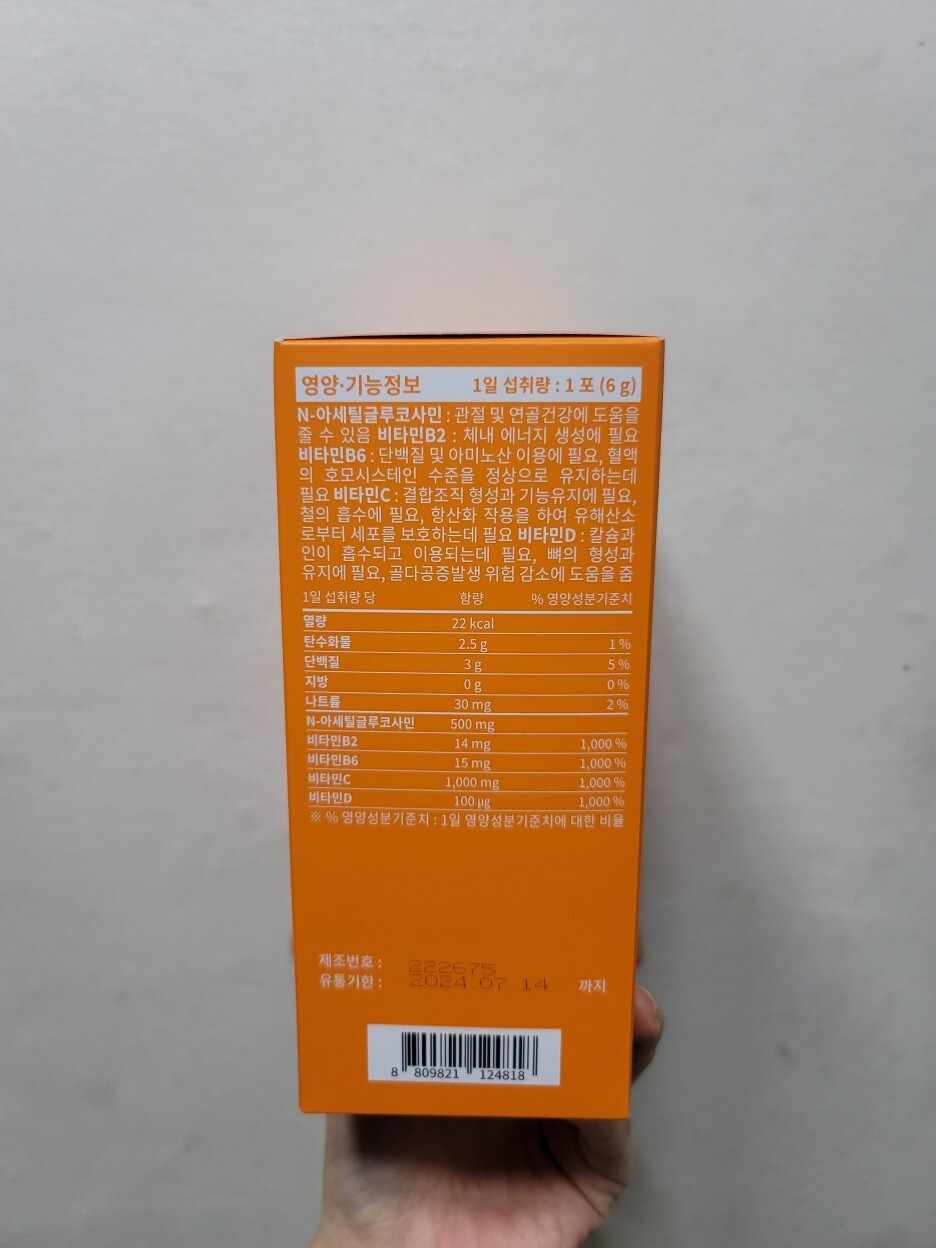 영양·기능정보 1일 섭취량 : 1 포 (6 g)
N-아세틸글루코사민 : 관절 및 연골건강에 도움을
줄 수 있음 비타민B2 : 체내 에너지 생성에 필요
비타민B6 : 단백질 및 아미노산 이용에 필요, 혈액
의 호모시스테인 수준을 정상으로 유지하는데
필요 비타민C : 결합조직 형성과 기능유지에 필요,
철의 흡수에 필요, 항산화 작용을 하여 유해산소
로부터 세포를 보호하는데 필요 비타민D : 칼슘과
인이 흡수되고 이용되는데 필요, 뼈의 형성과
유지에 필요, 골다공증발생 위험 감소에 도움을 줌
1일 섭취량 당 함량 % 영양성분기준치
열량 22 kcal
탄수화물 2.5 g 1 %
단백질 3 g 5 %
지방 0 g 0 %
나트륨 30 mg 2 %
N-아세틸글루코사민 500 mg
비타민B2 14 mg 1,000 %
비타민B6 15 mg 1,000 %
비타민C 1,000 mg 1,000 %
비타민D 100 µg 1,000 %
※ % 영양성분기준치 : 1일 영양성분기준치에 대한 비율
제조번호 : 222675
유통기한 : 2024.07.14 까지
8 809821 124818